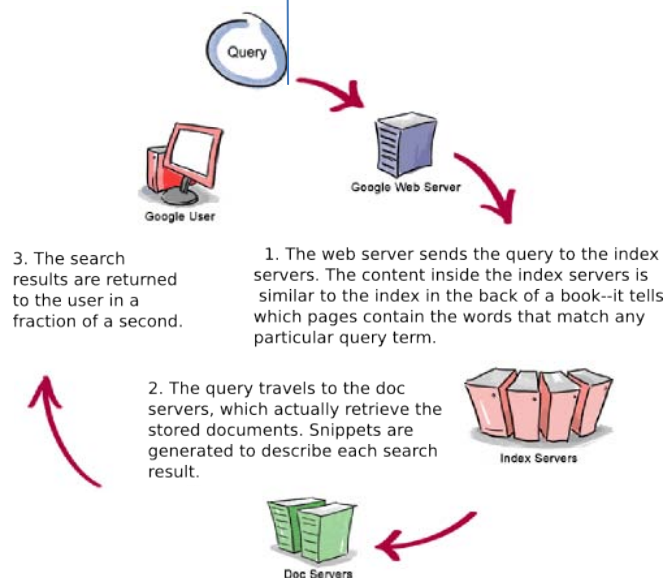 Query
Google Web Server
Google User
1. The web server sends the query to the index
servers. The content inside the index servers is
similar to the index in the back of a book--it tells
which pages contain the words that match any
particular query term.
Index Servers
2. The query travels to the doc
servers, which actually retrieve the
stored documents. Snippets are
generated to describe each search
result.
Doc Servers
3. The search
results are returned
to the user in a
fraction of a second.